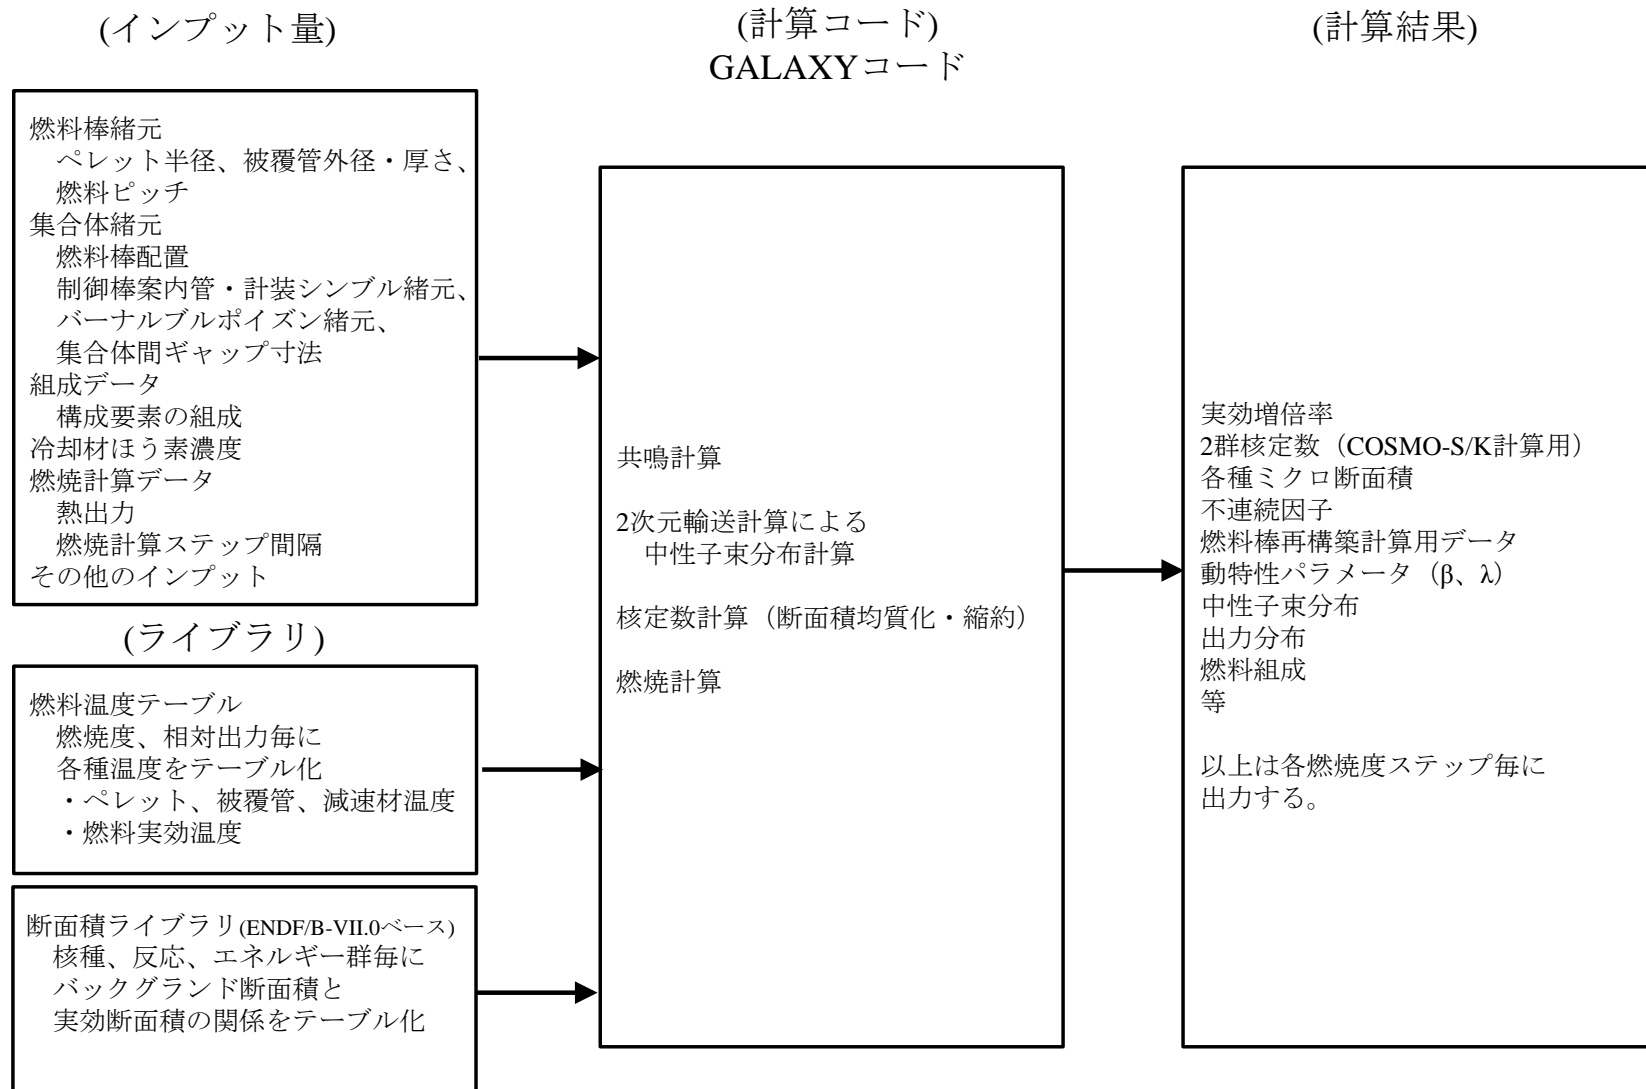 (インプット量)
燃料棒緒元
ペレット半径、被覆管外径・厚さ、
燃料ピッチ
集合体緒元
燃料棒配置
制御棒案内管・計装シンブル緒元、
バーナルブルポイズン緒元、
集合体間ギャップ寸法
組成データ
構成要素の組成
冷却材ほう素濃度
燃焼計算データ
熱出力
燃焼計算ステップ間隔
その他のインプット
(ライブラリ)
燃料温度テーブル
燃焼度、相対出力毎に
各種温度をテーブル化
・ペレット、被覆管、減速材温度
・燃料実効温度
断面積ライブラリ(ENDF/B-VII.0ベース)
核種、反応、エネルギー群毎に
バックグランド断面積と
実効断面積の関係をテーブル化
(計算コード)
GALAXYコード
共鳴計算
2次元輸送計算による
中性子束分布計算
核定数計算（断面積均質化・縮約）
燃焼計算
(計算結果)
実効増倍率
2群核定数（COSMO-S/K計算用）
各種ミクロ断面積
不連続因子
燃料棒再構築計算用データ
動特性パラメータ（β、λ）
中性子束分布
出力分布
燃料組成
等
以上は各燃焼度ステップ毎に
出力する。